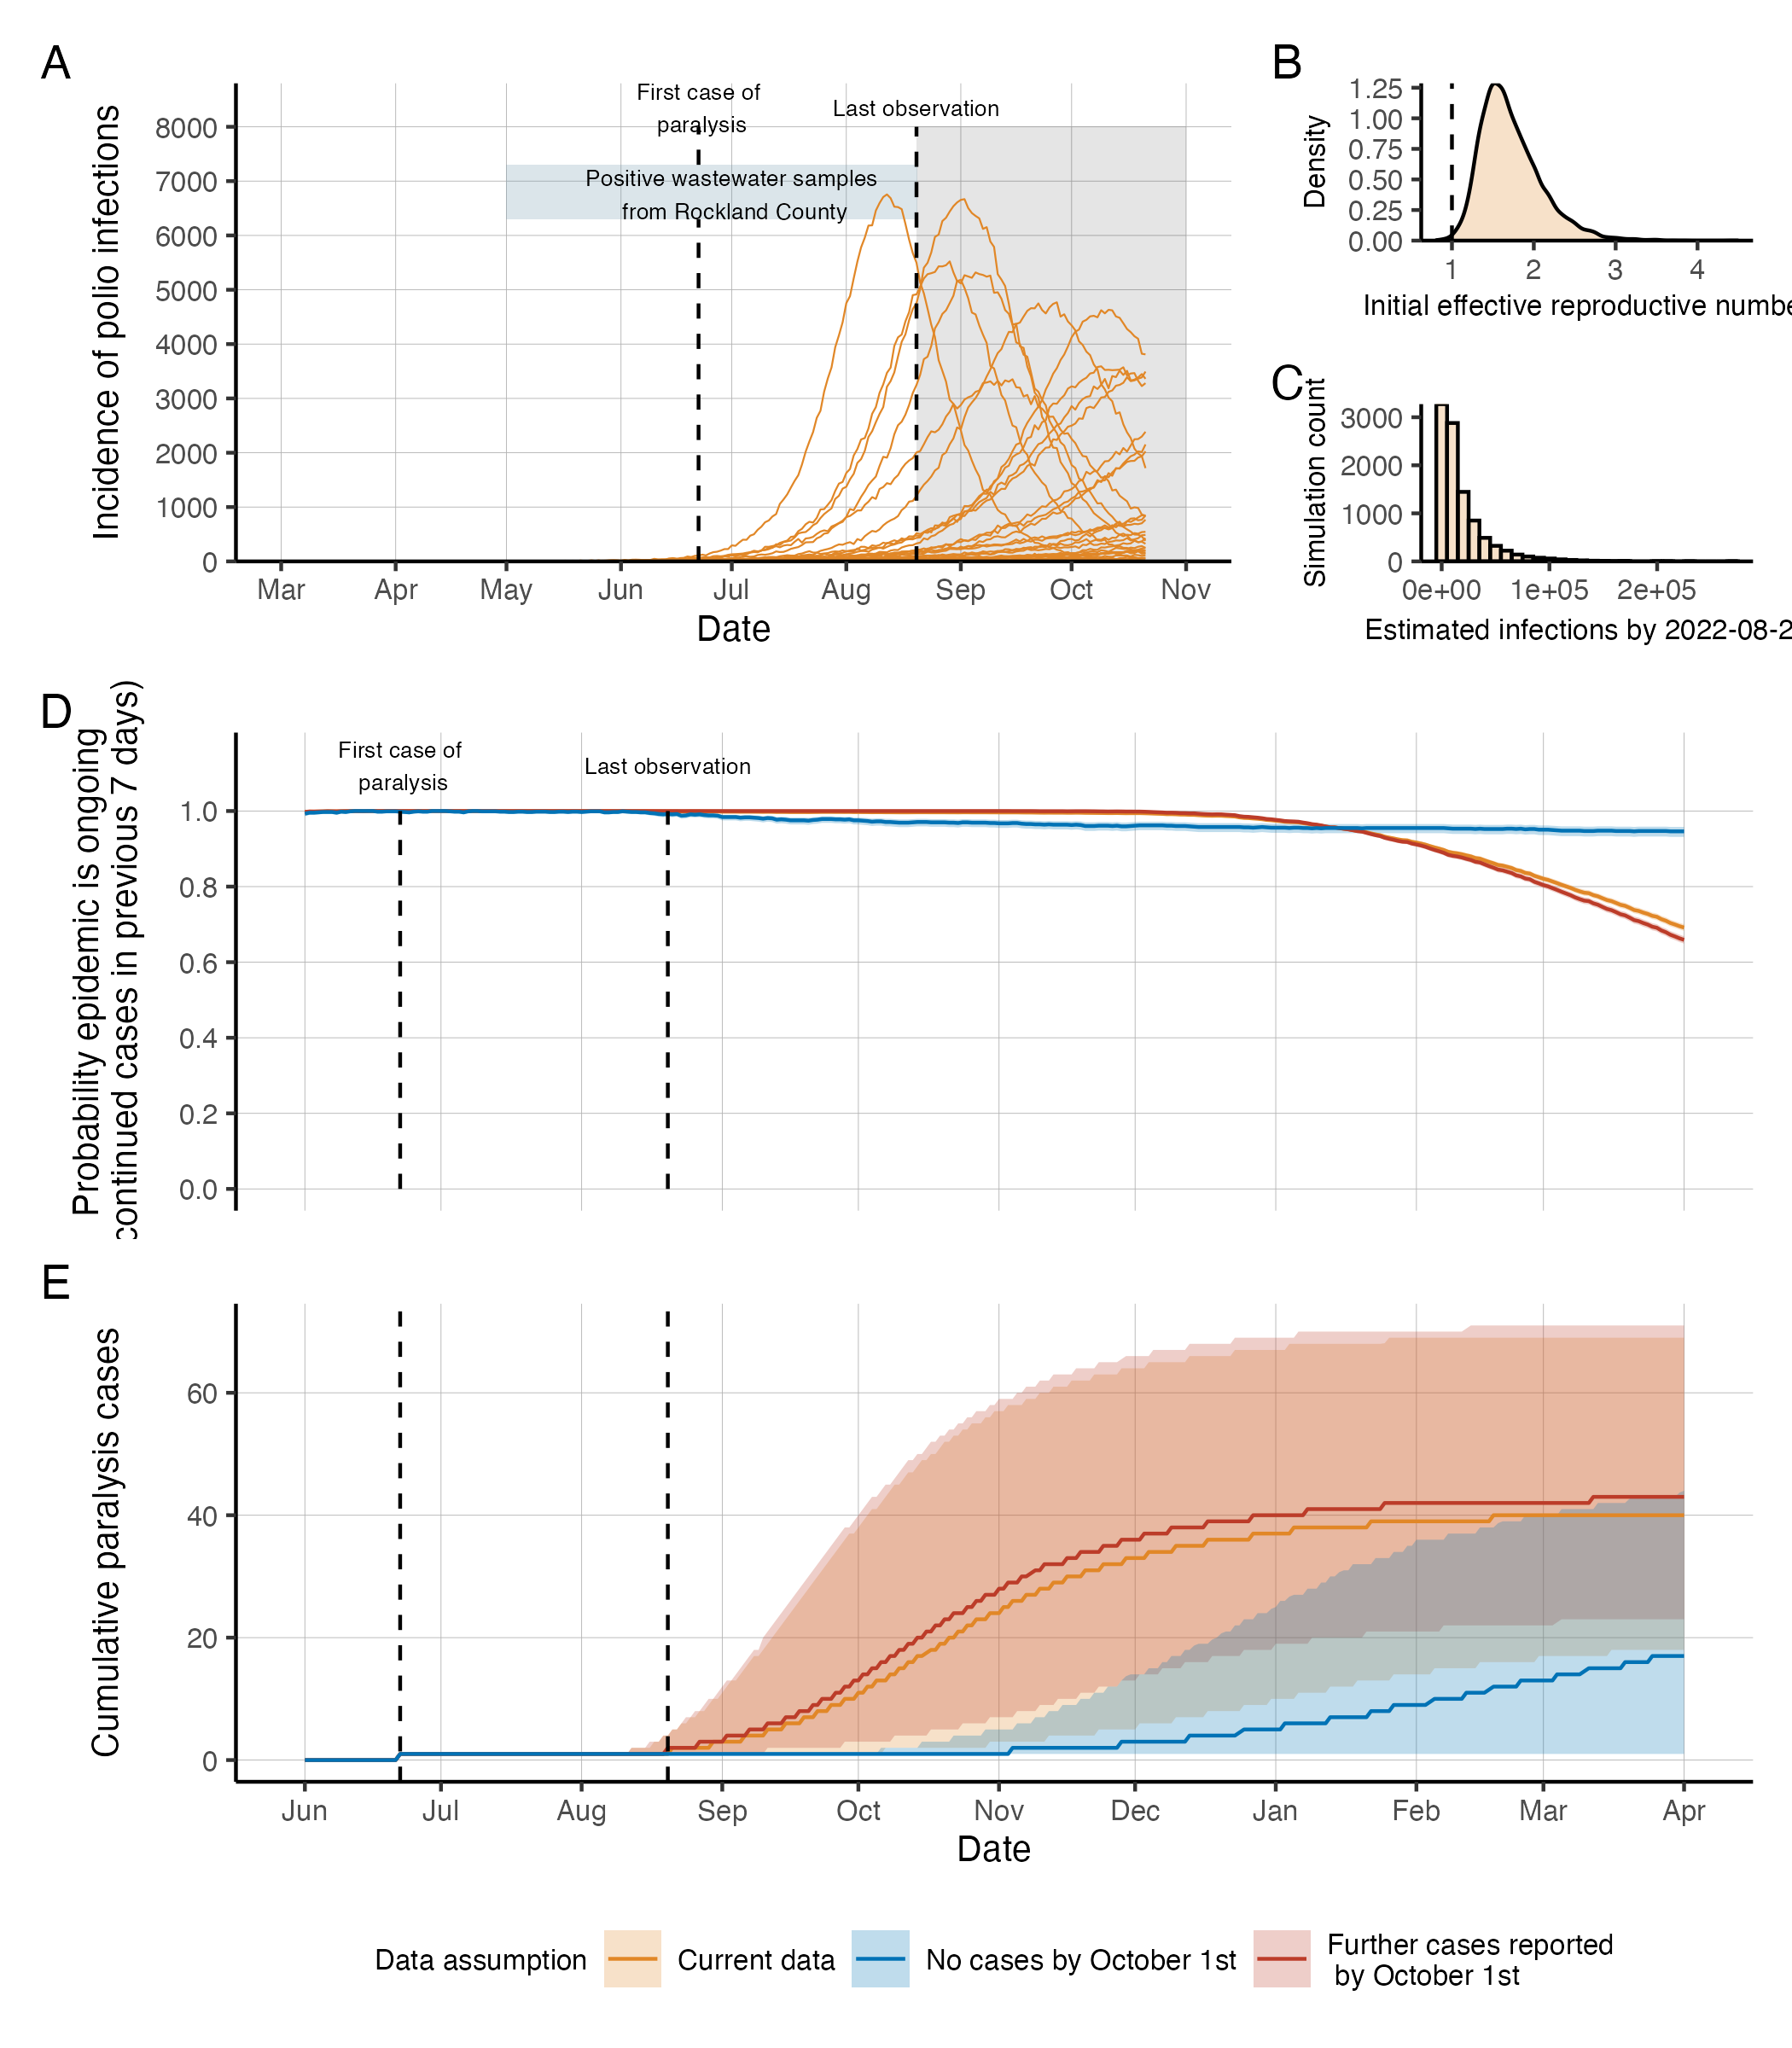 A
Incidence of polio infections
8000
7000
6000
5000
4000
3000
2000
1000
0
First case of
paralysis
Last observation
Positive wastewater samples
from Rockland County
Mar Apr May Jun Jul Aug Sep Oct Nov
Date
B
Density
1.25
1.00
0.75
0.50
0.25
0.00
1 2 3 4
Initial effective reproductive numbe
C
Simulation count
3000
2000
1000
0
0e+00 1e+05 2e+05
Estimated infections by 2022-08-2
D
Probability epidemic is ongoing
continued cases in previous 7 days)
First case of
paralysis
Last observation
1.0
0.8
0.6
0.4
0.2
0.0
E
Cumulative paralysis cases
60
40
20
0
Jun Jul Aug Sep Oct Nov Dec Jan Feb Mar Apr
Date
Data assumption Current data No cases by October 1st Further cases reported
by October 1st